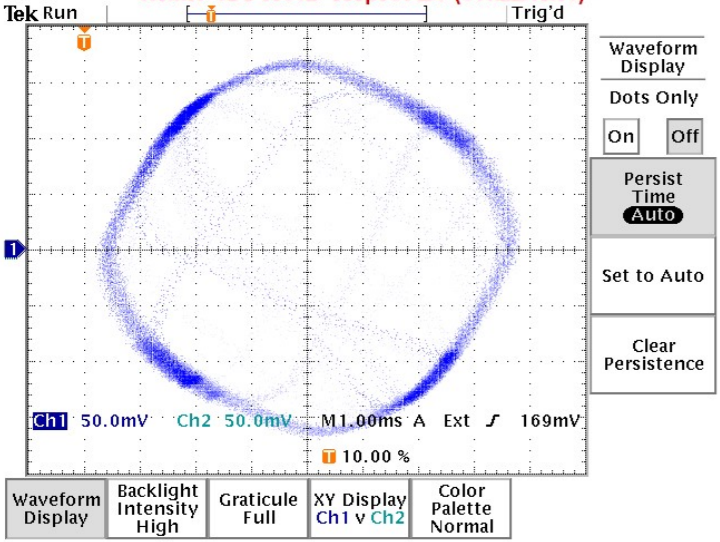 Tek Run
Trig'd
T
T
1
Ch1 50.0mV Ch2 50.0mV M1.00ms A Ext ƒ 169mV
T 10.00 %
Waveform
Display
Dots Only
On Off
Persist
Time
Auto
Set to Auto
Clear
Persistence
Waveform
Display
Backlight
Intensity
High
Graticule
Full
XY Display
Ch1 v Ch2
Color
Palette
Normal